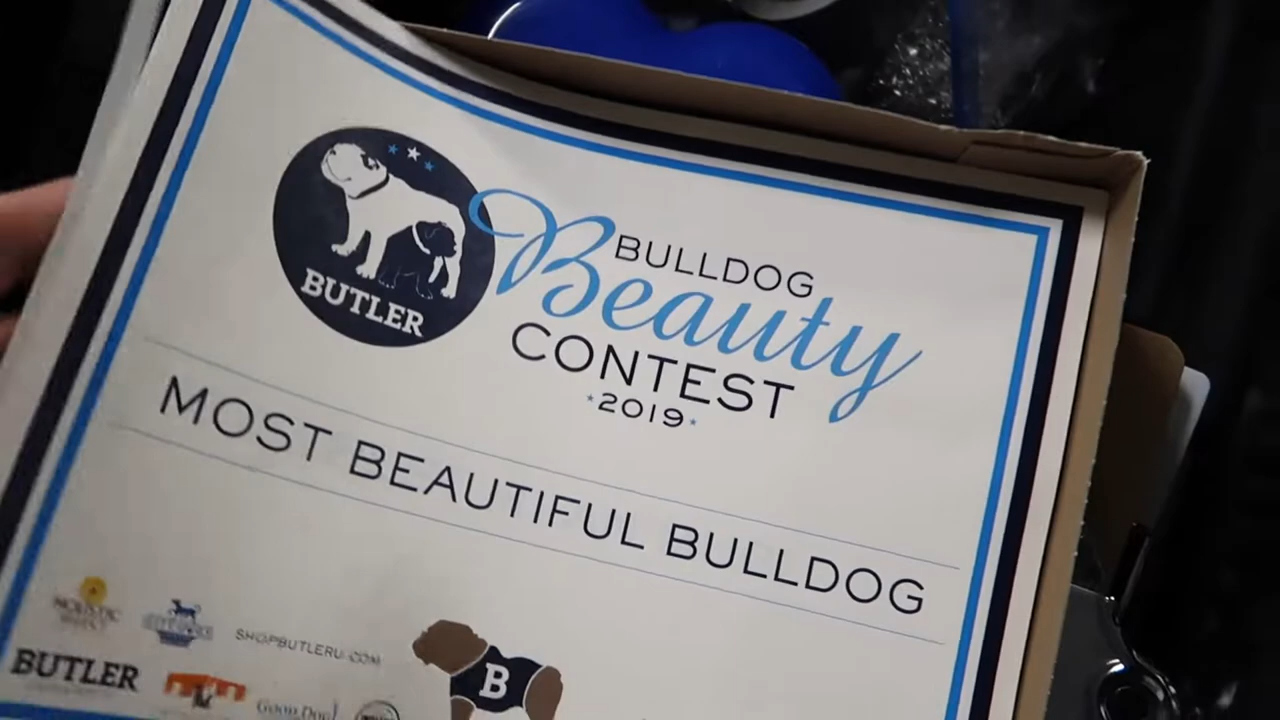 BUTLER
BULLDOG
Beauty
CONTEST
*2019*
MOST BEAUTIFUL BULLDOG
SHOPBUTLERU.COM
BUTLER
B